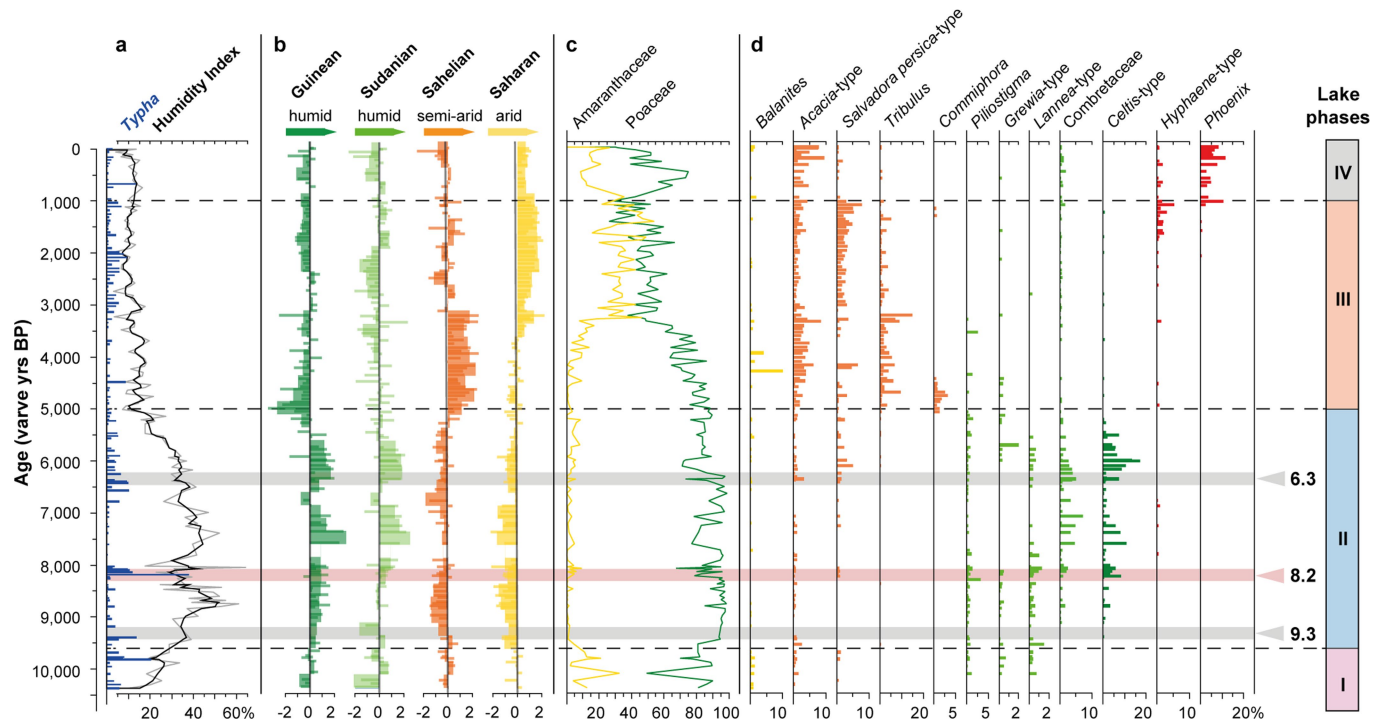 a
Typha
Humidity Index
b
Guinean
humid
Sudanian
humid
Sahelian
semi-arid
Saharan
arid
c
Amaranthaceae
Poaceae
d
Balanites
Acacia-type
Salvadora persica-type
Tribulus
Commiphora
Piliostigma
Grewia-type
Lannea-type
Combretaceae
Celtis-type
Hyphaene-type
Phoenix
Lake
phases
Age (varve yrs BP)
0
1,000
2,000
3,000
4,000
5,000
6,000
7,000
8,000
9,000
10,000
IV
III
II
I
6.3
8.2
9.3
20 60%
-2 0 2 -2 0 2 -2 0 2 -2 0 2
0 20 40 60 80 100
10 10 20 10 10 20 5 5 2 2 10 10 20 10 20%